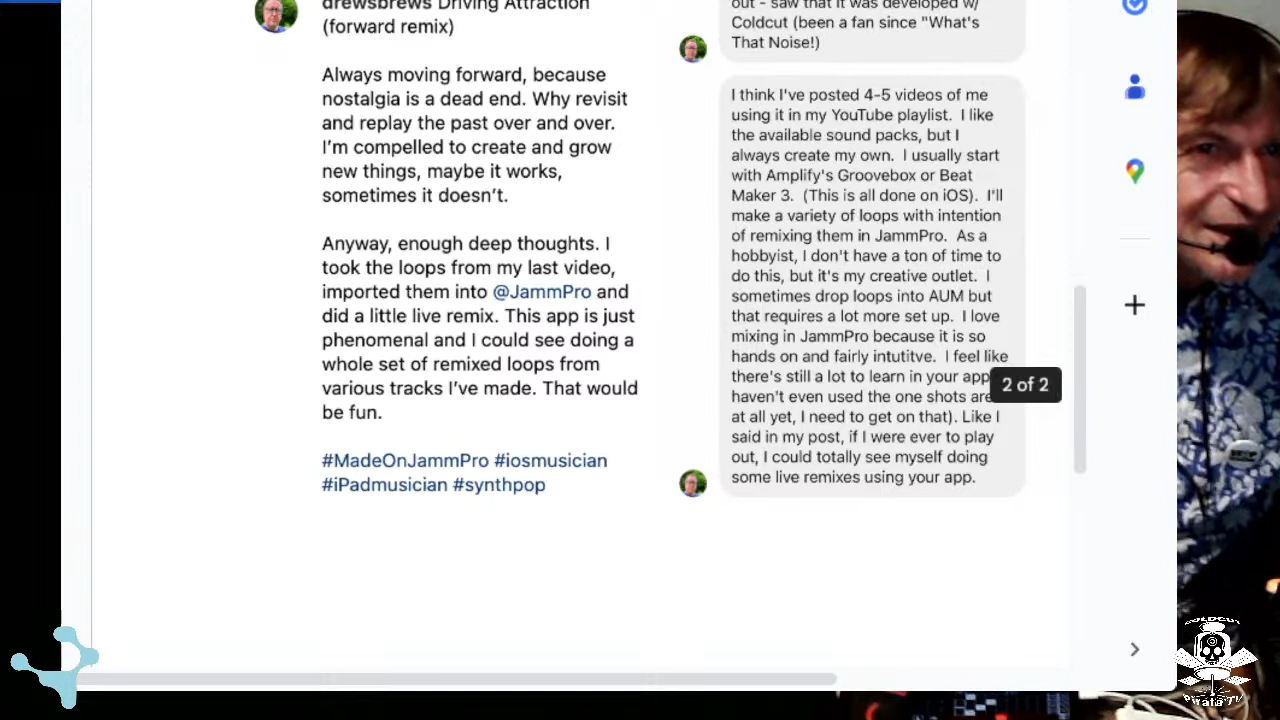 drewsbrews Driving Attraction
(forward remix)
Always moving forward, because
nostalgia is a dead end. Why revisit
and replay the past over and over.
I'm compelled to create and grow
new things, maybe it works,
sometimes it doesn't.
Anyway, enough deep thoughts. I
took the loops from my last video,
imported them into @JammPro and
did a little live remix. This app is just
phenomenal and I could see doing a
whole set of remixed loops from
various tracks I've made. That would
be fun.
#MadeOnJammPro #iosmusician
#iPadmusician #synthpop
out - saw that it was developed w/
Coldcut (been a fan since "What's
That Noise!)
I think I've posted 4-5 videos of me
using it in my YouTube playlist. I like
the available sound packs, but I
always create my own. I usually start
with Amplify's Groovebox or Beat
Maker 3. (This is all done on iOS). I'll
make a variety of loops with intention
of remixing them in JammPro. As a
hobbyist, I don't have a ton of time to
do this, but it's my creative outlet. I
sometimes drop loops into AUM but
that requires a lot more set up. I love
mixing in JammPro because it is so
hands on and fairly intutitve. I feel like
there's still a lot to learn in your app
haven't even used the one shots are
at all yet, I need to get on that). Like I
said in my post, if I were ever to play
out, I could totally see myself doing
some live remixes using your app.
2 of 2
COLDCUT
PiRaTe TV